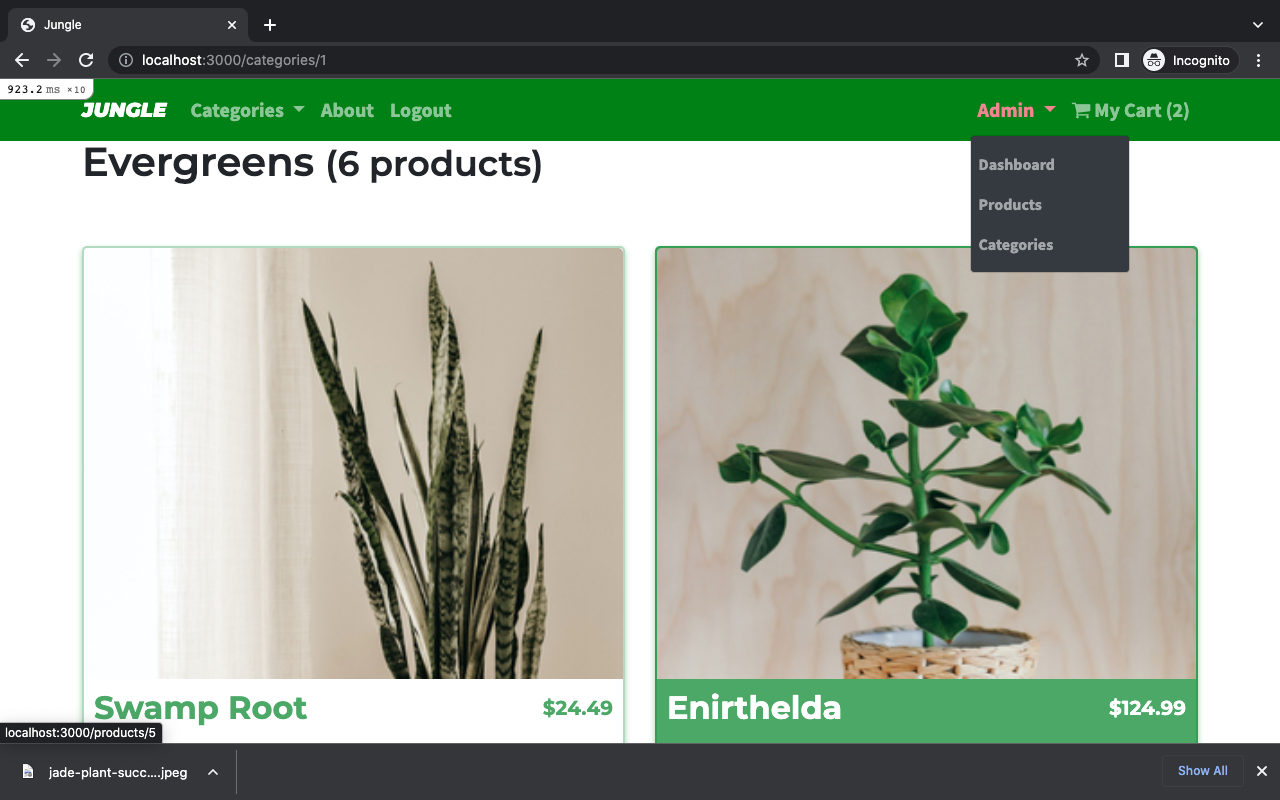 Jungle
localhost:3000/categories/1
Incognito
923.2 ms ×10
JUNGLE Categories About Logout Admin My Cart (2)
Evergreens (6 products)
Dashboard
Products
Categories
Swamp Root $24.49
Enirthelda $124.99
localhost:3000/products/5
jade-plant-succ....jpeg
Show All